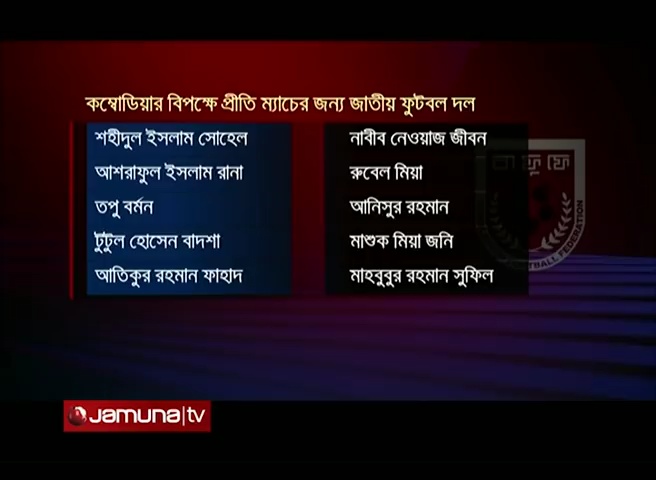 কম্বোডিয়ার বিপক্ষে প্রীতি ম্যাচের জন্য জাতীয় ফুটবল দল
শহীদুল ইসলাম সোহেল
আশরাফুল ইসলাম রানা
তপু বর্মন
টুটুল হোসেন বাদশা
আতিকুর রহমান ফাহাদ
নাবীব নেওয়াজ জীবন
রুবেল মিয়া
আনিসুর রহমান
মাশুক মিয়া জনি
মাহবুবুর রহমান সুফিল
বা ফু ফে
FEDERATION
JAMUNA|tv